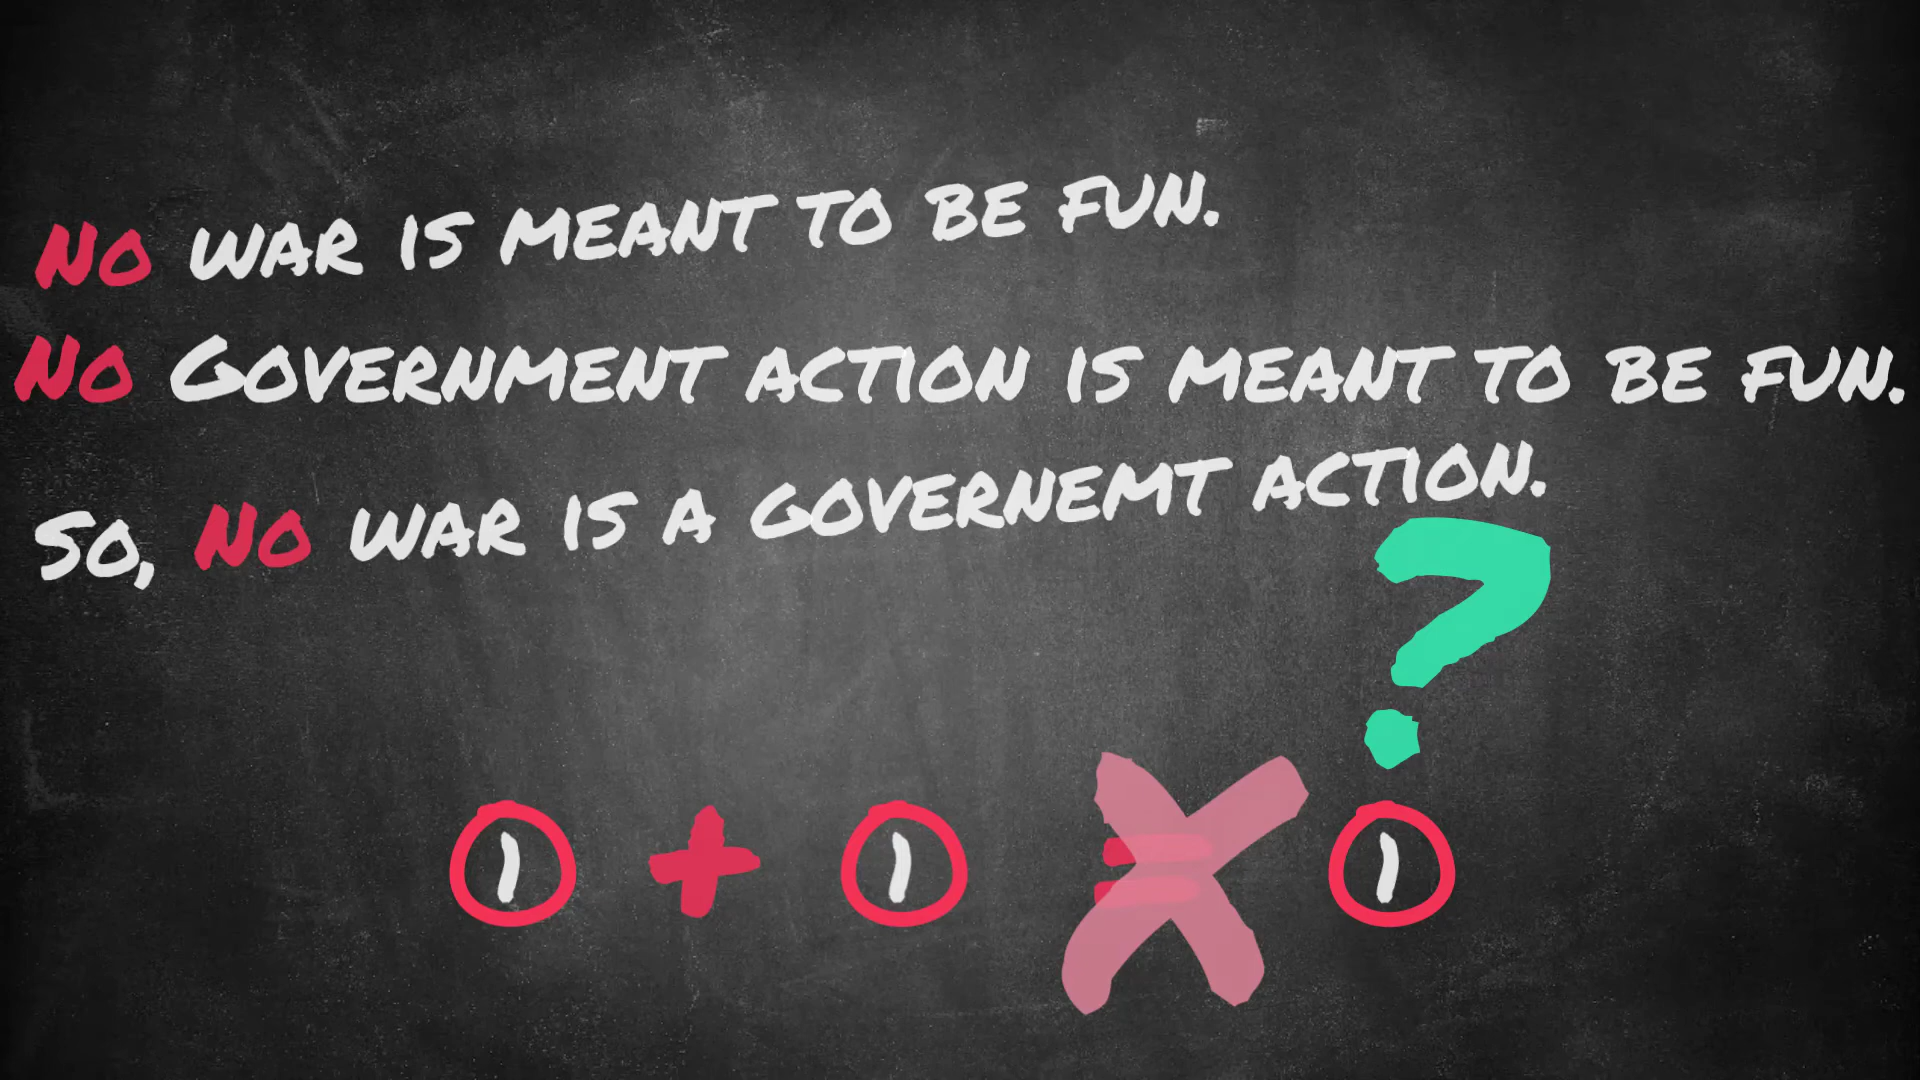 No war is meant to be fun.
No Government action is meant to be fun.
So, No war is a governemt action.
?
1 + 1 = 1